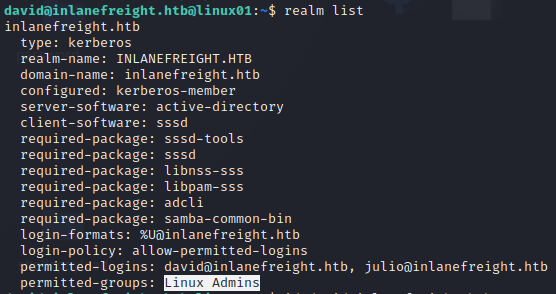 david@inlanefreight.htb@linux01:~$ realm list
inlanefreight.htb
  type: kerberos
  realm-name: INLANEFREIGHT.HTB
  domain-name: inlanefreight.htb
  configured: kerberos-member
  server-software: active-directory
  client-software: sssd
  required-package: sssd-tools
  required-package: sssd
  required-package: libnss-sss
  required-package: libpam-sss
  required-package: adcli
  required-package: samba-common-bin
  login-formats: %U@inlanefreight.htb
  login-policy: allow-permitted-logins
  permitted-logins: david@inlanefreight.htb, julio@inlanefreight.htb
  permitted-groups: Linux Admins